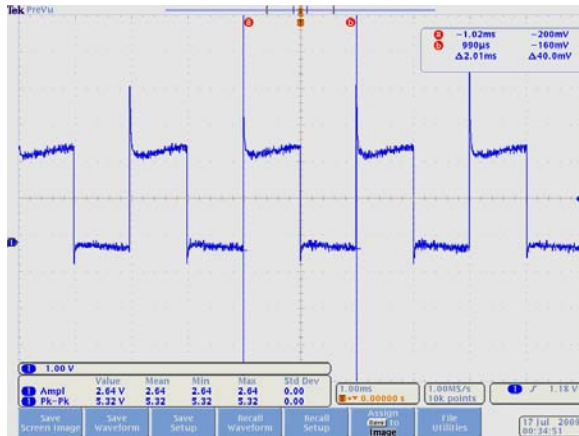 Tek PreVu
a
T
b
a −1.02ms −200mV
b 990µs −160mV
Δ2.01ms Δ40.0mV
1
1 1.00 V
Value Mean Min Max Std Dev
1 Ampl 2.64 V 2.64 2.64 2.64 0.00
1 Pk-Pk 5.32 V 5.32 5.32 5.32 0.00
1.00ms
T 0.00000 s
1.00MS/s
10k points
1 1.18 V
Save
Screen Image
Save
Waveform
Save
Setup
Recall
Waveform
Recall
Setup
Assign
Save to
Image
File
Utilities
17 Jul
00:34:51